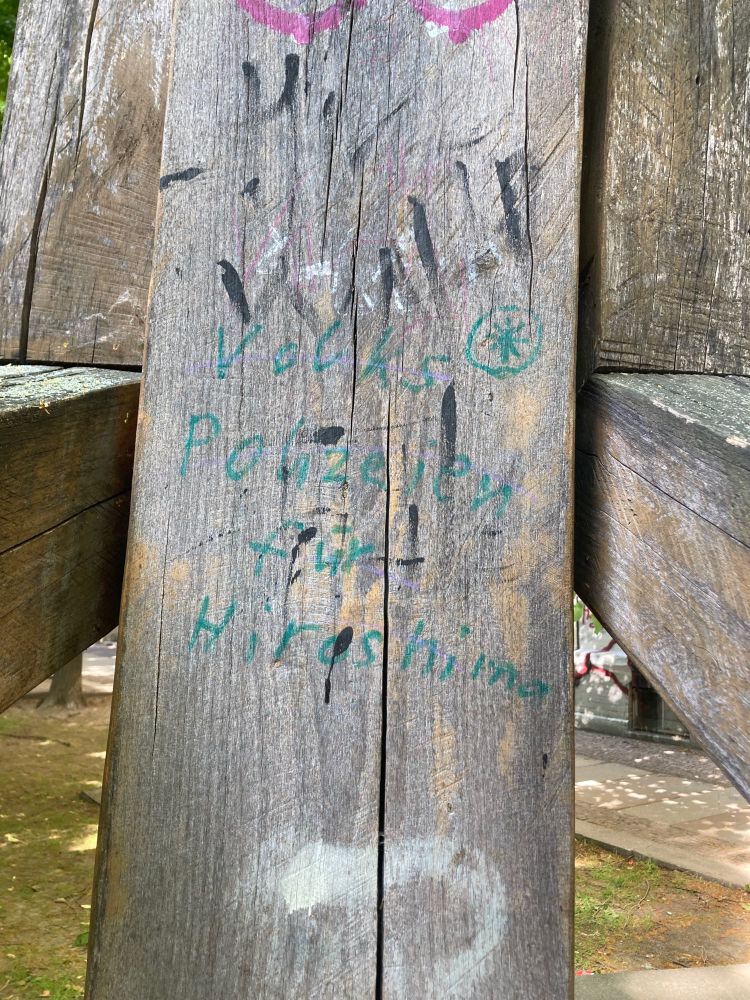 Volks
Polizeien
für
Hiroshima